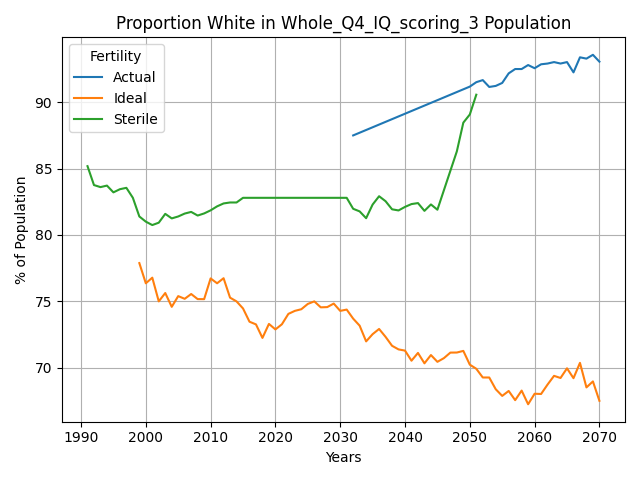 Proportion White in Whole_Q4_IQ_scoring_3 Population
Fertility
Actual
Ideal
Sterile
% of Population
90
85
80
75
70
1990 2000 2010 2020 2030 2040 2050 2060 2070
Years